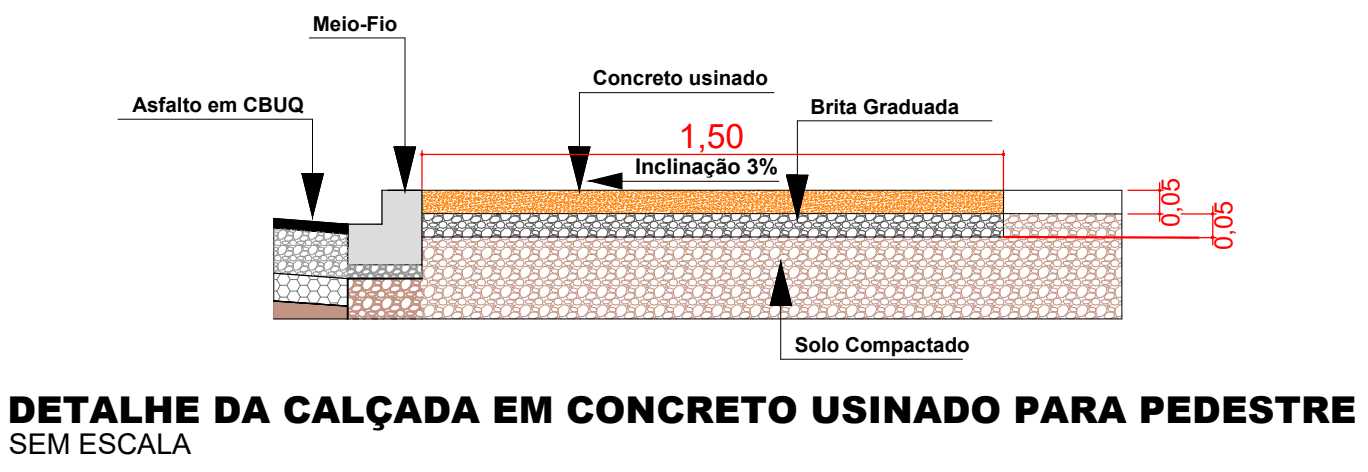 Meio-Fio
Concreto usinado
Asfalto em CBUQ
Brita Graduada
1,50
Inclinação 3%
0,05
0,05
Solo Compactado
DETALHE DA CALÇADA EM CONCRETO USINADO PARA PEDESTRE
SEM ESCALA